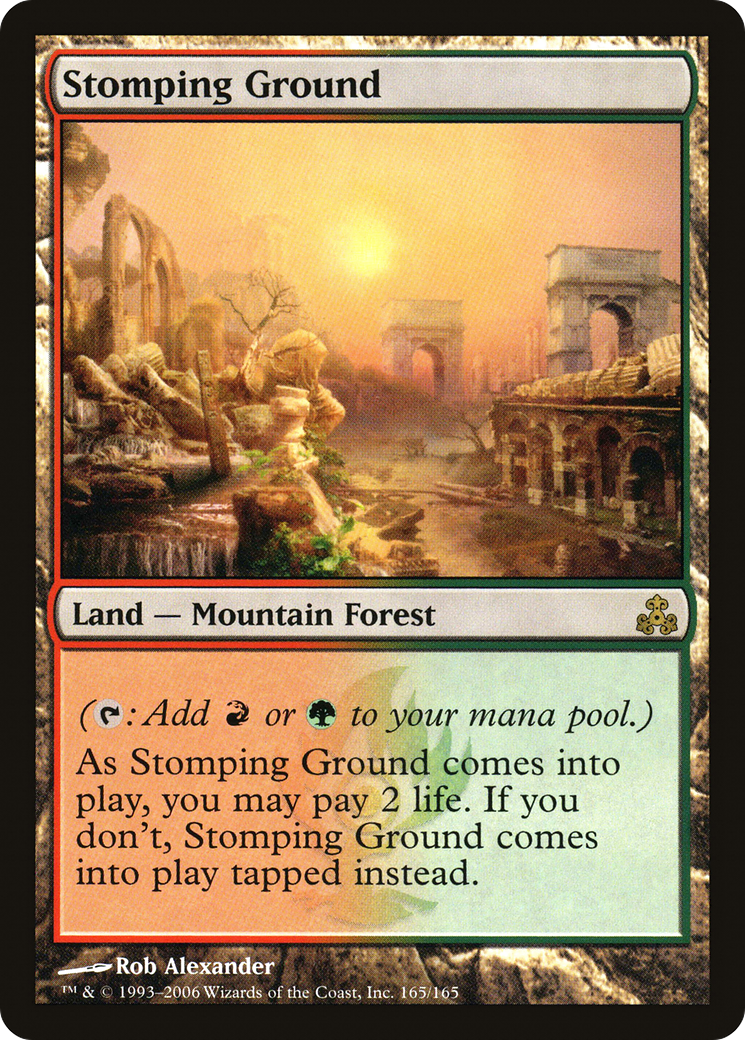 Stomping Ground
Land — Mountain Forest
(: Add or to your mana pool.)
As Stomping Ground comes into
play, you may pay 2 life. If you
don't, Stomping Ground comes
into play tapped instead.
Rob Alexander
™ & © 1993–2006 Wizards of the Coast, Inc. 165/165